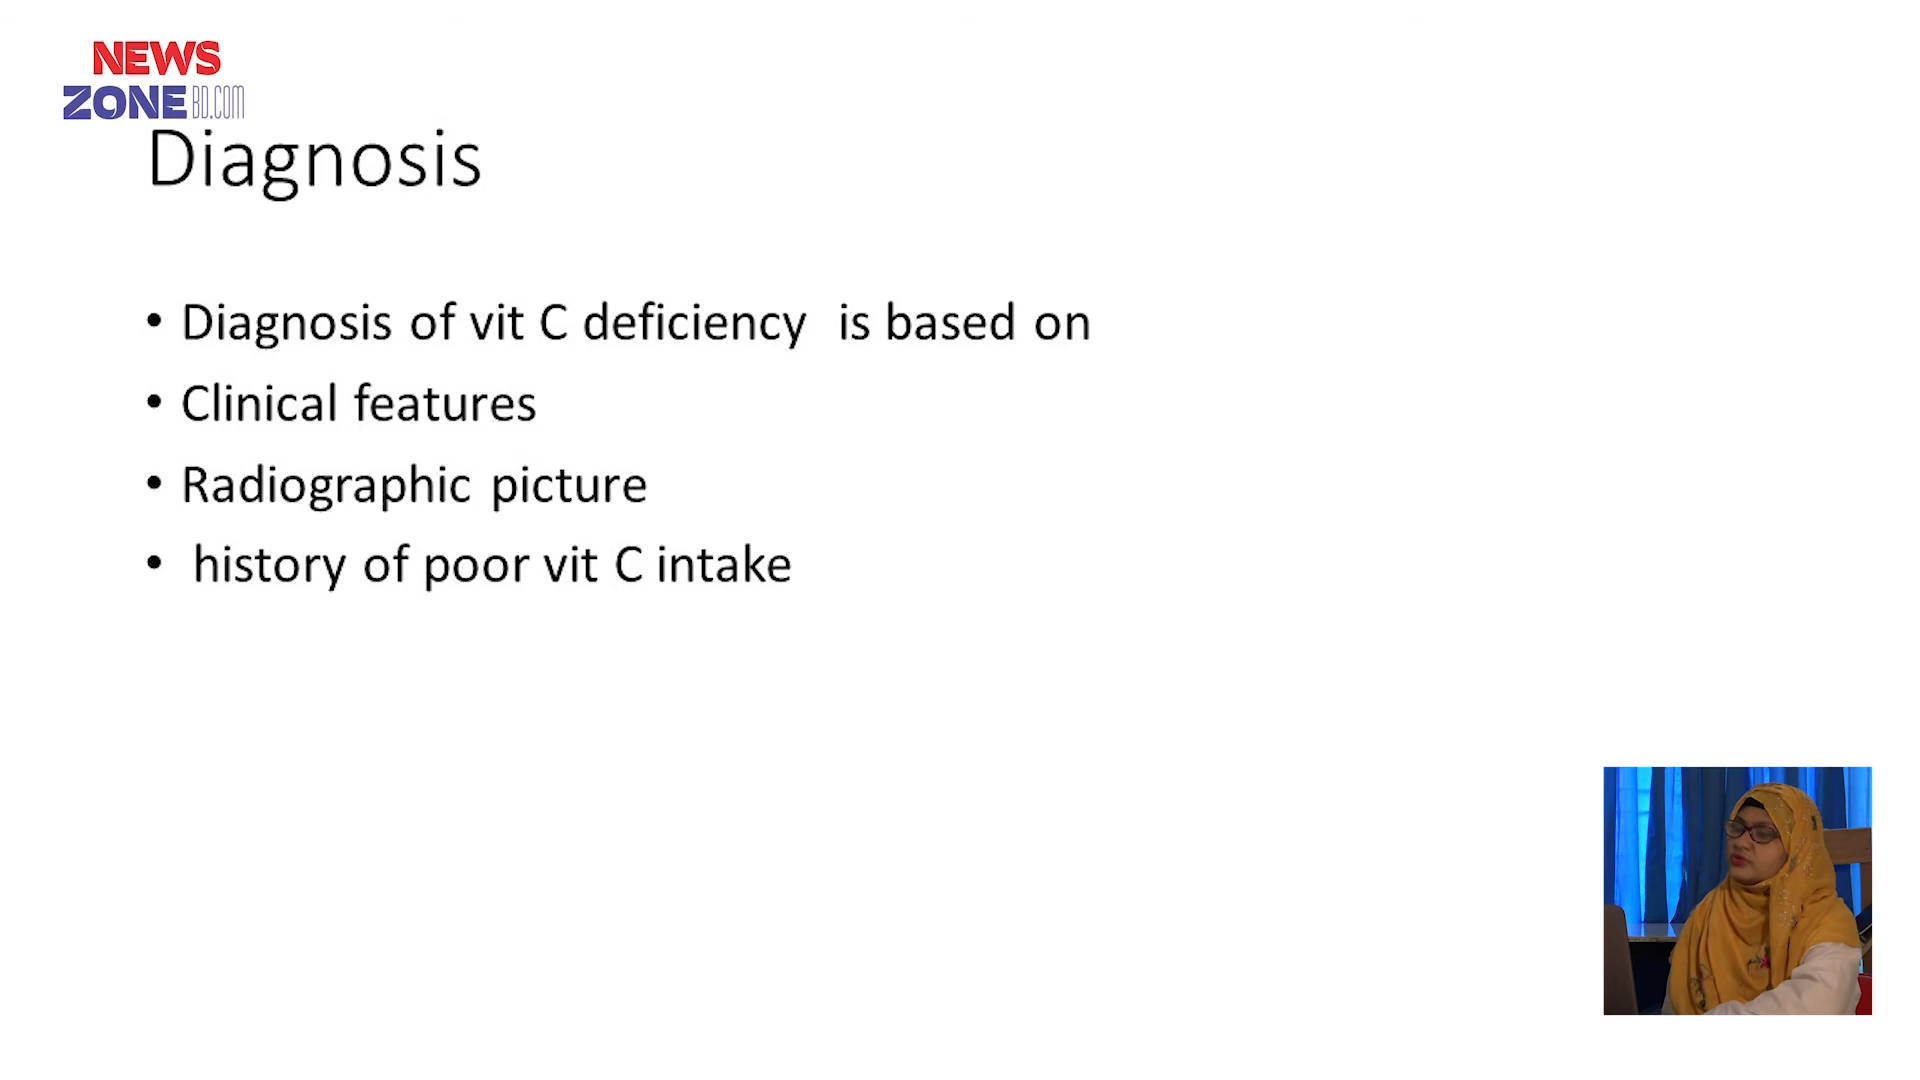 NEWS
ZONE BD.COM
Diagnosis
• Diagnosis of vit C deficiency is based on
• Clinical features
• Radiographic picture
• history of poor vit C intake